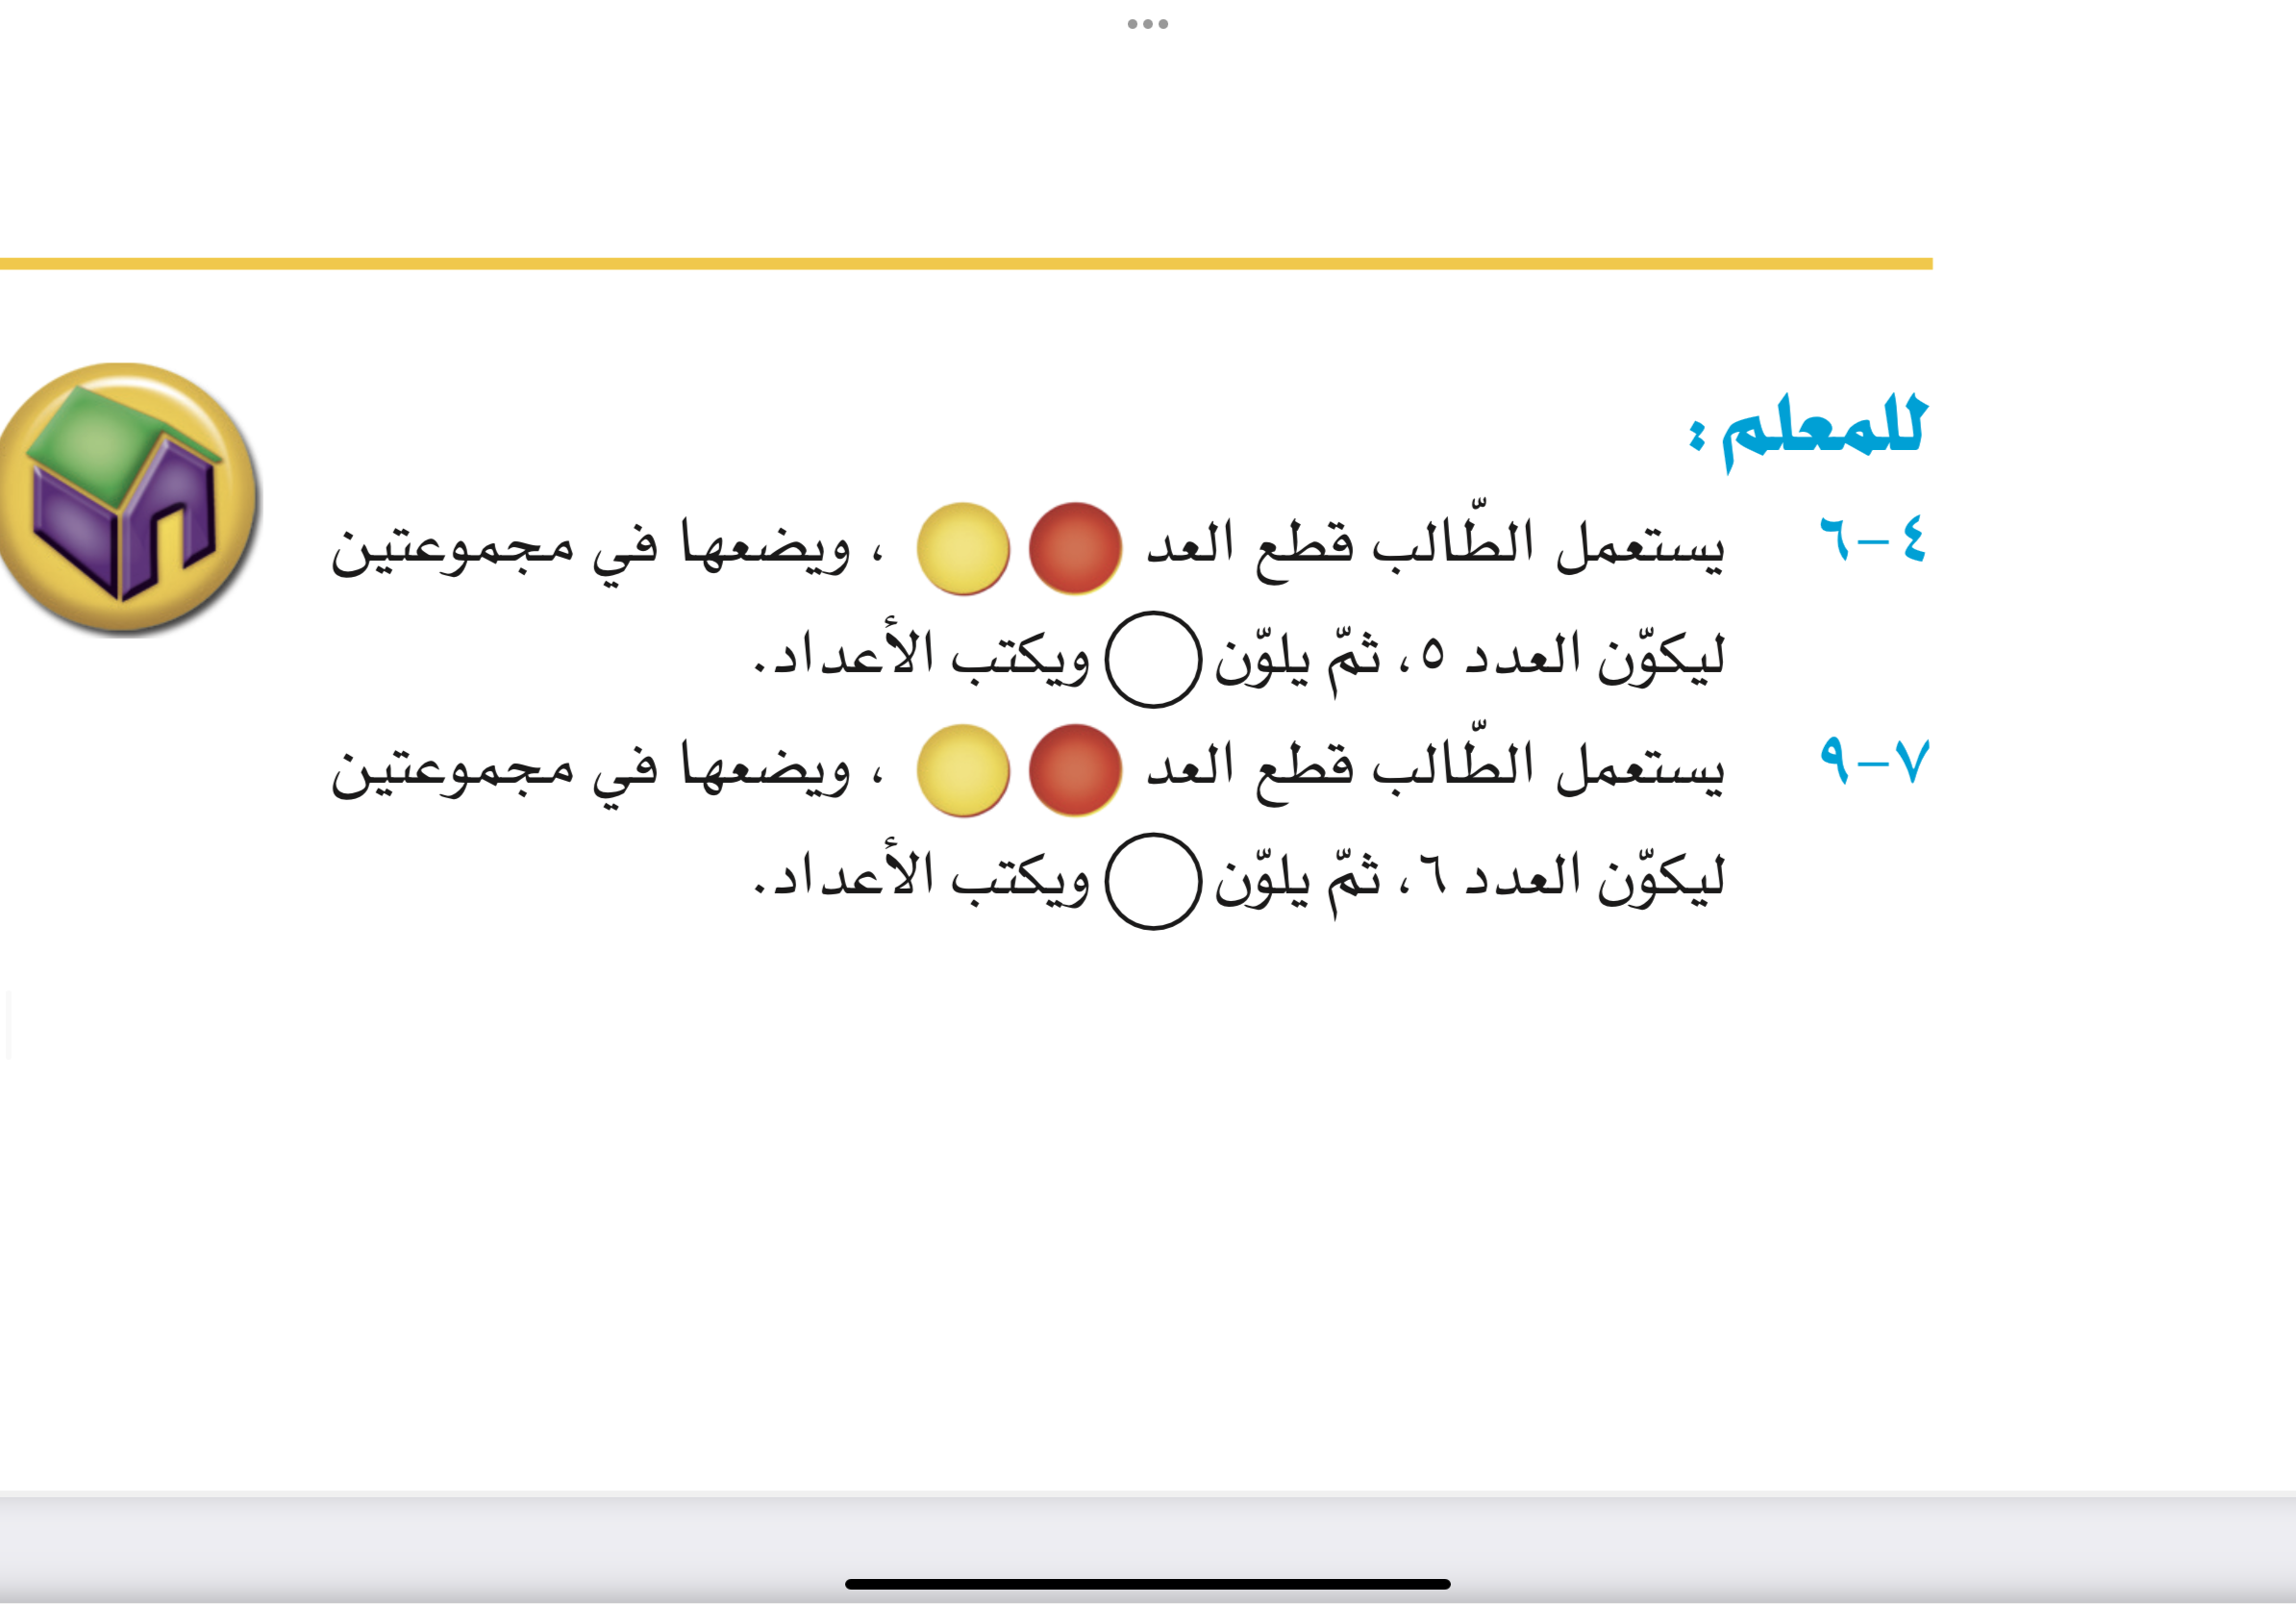 للمعلم:
٤-٦ يستعمل الطّالب قطع العد ، ويضعها في مجموعتين
ليكوّن العدد ٥، ثمّ يلوّن ويكتب الأعداد.
٧-٩ يستعمل الطّالب قطع العد ، ويضعها في مجموعتين
ليكوّن العدد ٦، ثمّ يلوّن ويكتب الأعداد.